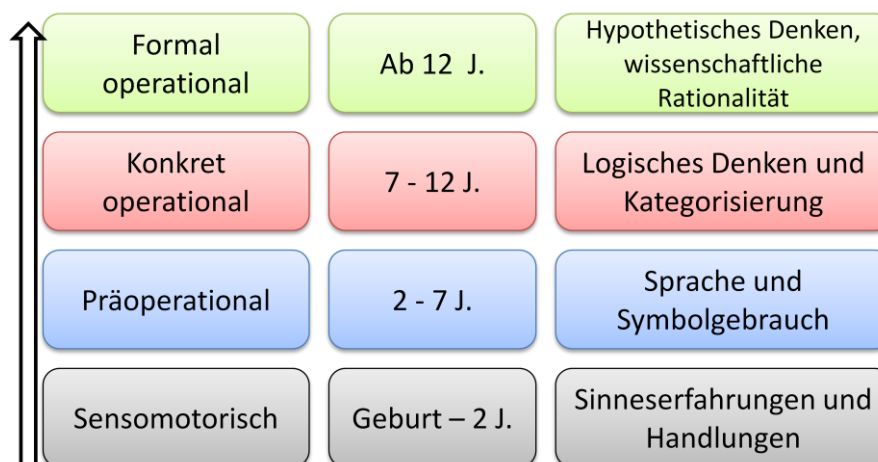 Formal
operational
Ab 12 J.
Hypothetisches Denken,
wissenschaftliche
Rationalität
Konkret
operational
7 - 12 J.
Logisches Denken und
Kategorisierung
Präoperational
2 - 7 J.
Sprache und
Symbolgebrauch
Sensomotorisch
Geburt – 2 J.
Sinneserfahrungen und
Handlungen